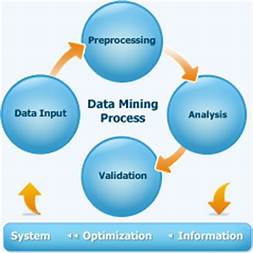 Preprocessing
Data Input
Data Mining
Process
Analysis
Validation
System Optimization Information